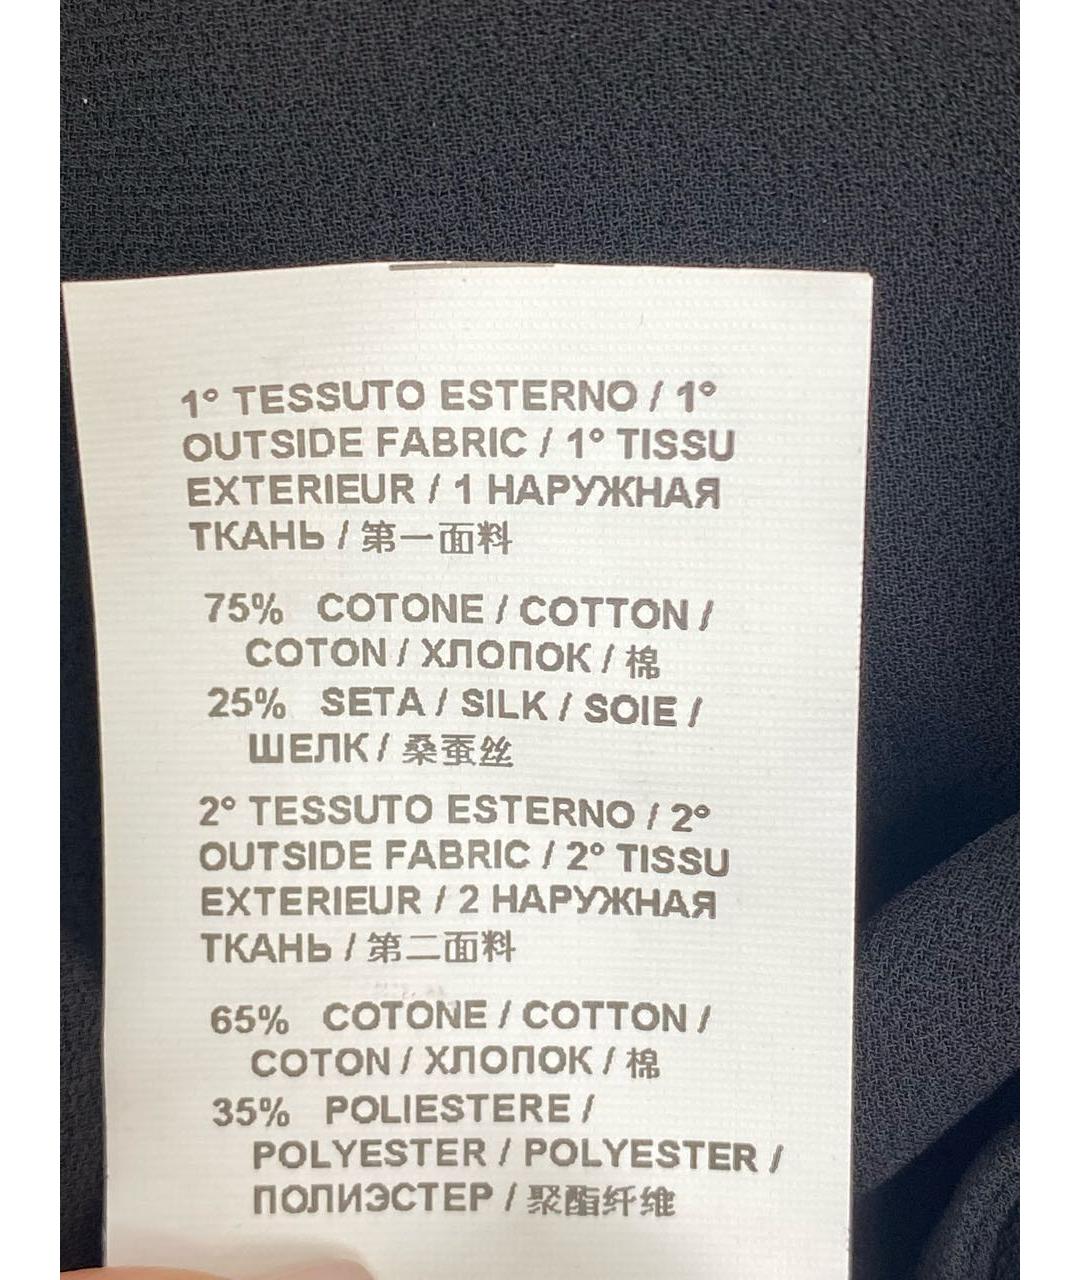 1° TESSUTO ESTERNO / 1°
OUTSIDE FABRIC / 1° TISSU
EXTERIEUR / 1 НАРУЖНАЯ
ТКАНЬ / 第一面料
75% COTONE / COTTON /
COTON / ХЛОПОК / 棉
25% SETA / SILK / SOIE /
ШЕЛК / 桑蚕丝
2° TESSUTO ESTERNO / 2°
OUTSIDE FABRIC / 2° TISSU
EXTERIEUR / 2 НАРУЖНАЯ
ТКАНЬ / 第二面料
65% COTONE / COTTON /
COTON / ХЛОПОК / 棉
35% POLIESTERE /
POLYESTER / POLYESTER /
ПОЛИЭСТЕР / 聚酯纤维